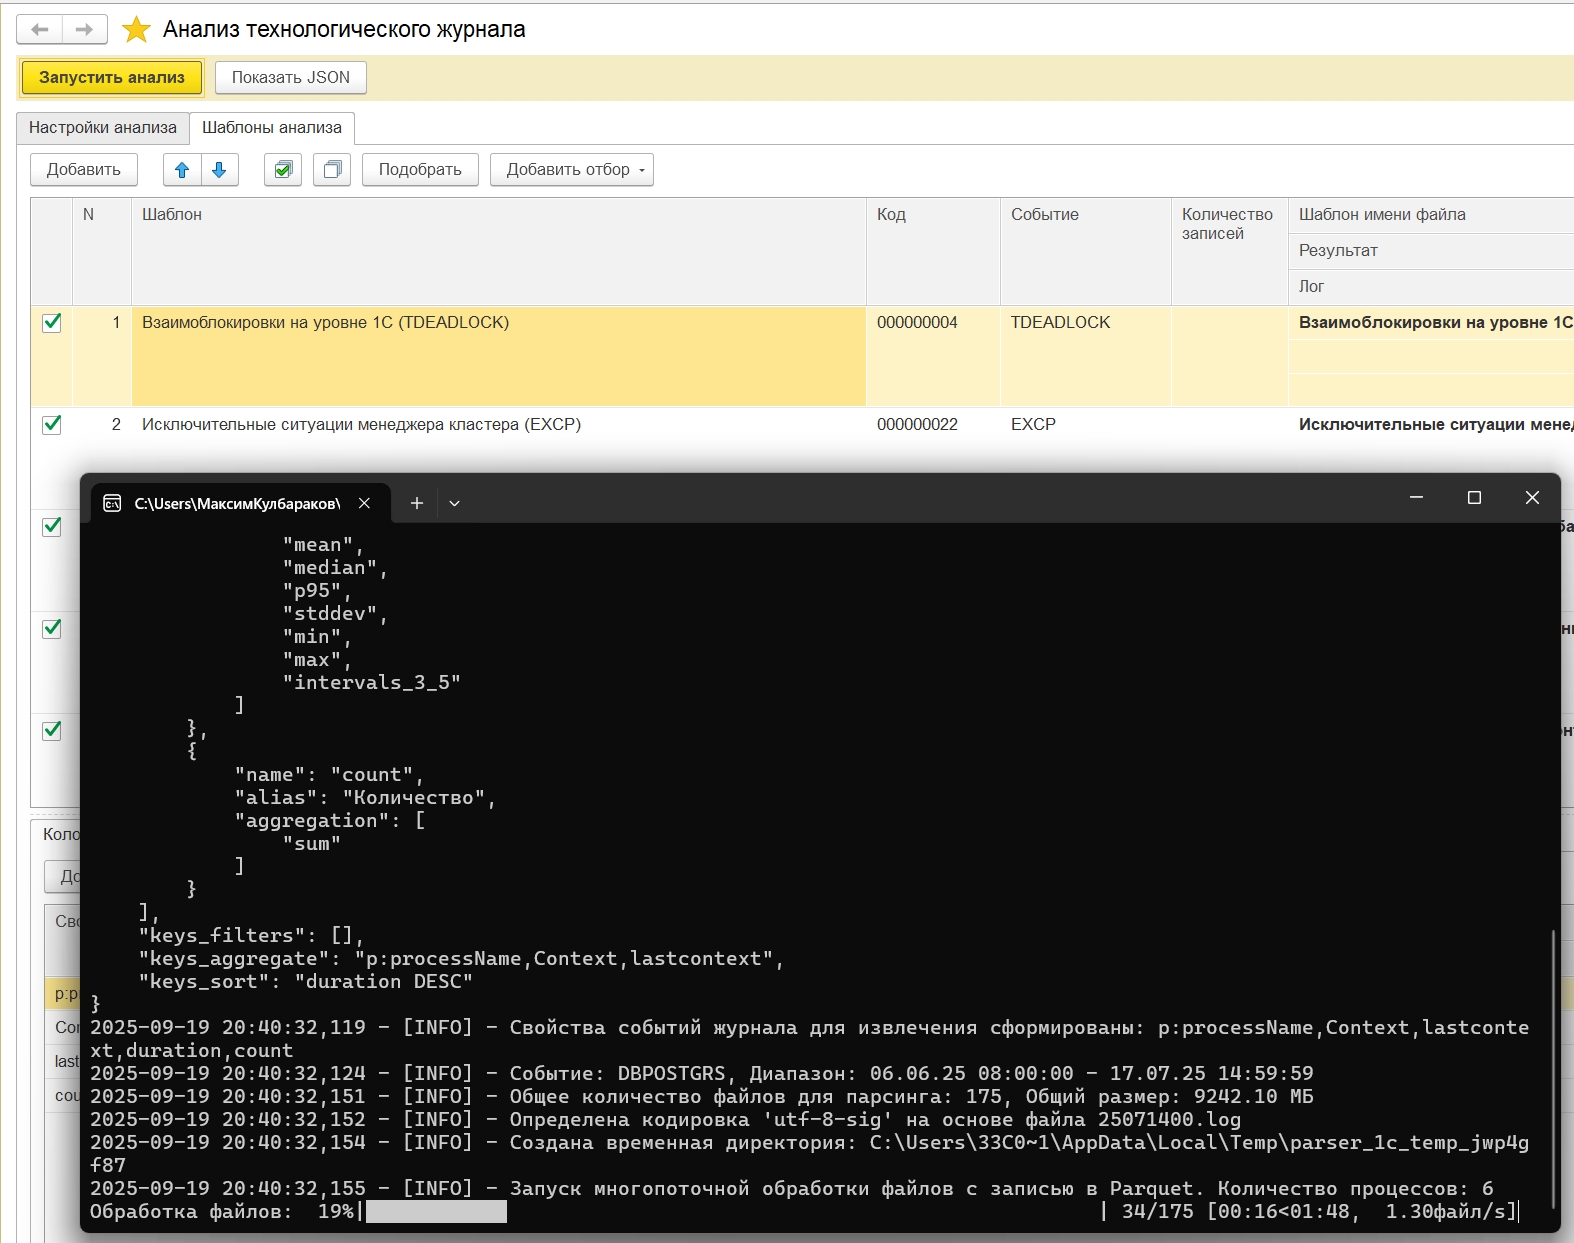 Анализ технологического журнала
Запустить анализ
Показать JSON
Настройки анализа
Шаблоны анализа
Добавить
Подобрать
Добавить отбор
N
Шаблон
Код
Событие
Количество записей
Шаблон имени файла
Результат
Лог
1
Взаимоблокировки на уровне 1С (TDEADLOCK)
000000004
TDEADLOCK
Взаимоблокировки на уровне 1С
2
Исключительные ситуации менеджера кластера (EXCP)
000000022
EXCP
Исключительные ситуации
C:\Users\МаксимКулбараков\
"mean",
"median",
"p95",
"stddev",
"min",
"max",
"intervals_3_5"
]
},
{
"name": "count",
"alias": "Количество",
"aggregation": [
"sum"
]
}
],
"keys_filters": [],
"keys_aggregate": "p:processName,Context,lastcontext",
"keys_sort": "duration DESC"
}
2025-09-19 20:40:32,119 - [INFO] - Свойства событий журнала для извлечения сформированы: p:processName,Context,lastconte
xt,duration,count
2025-09-19 20:40:32,124 - [INFO] - Событие: DBPOSTGRS, Диапазон: 06.06.25 08:00:00 - 17.07.25 14:59:59
2025-09-19 20:40:32,151 - [INFO] - Общее количество файлов для парсинга: 175, Общий размер: 9242.10 МБ
2025-09-19 20:40:32,152 - [INFO] - Определена кодировка 'utf-8-sig' на основе файла 25071400.log
2025-09-19 20:40:32,154 - [INFO] - Создана временная директория: C:\Users\33C0~1\AppData\Local\Temp\parser_1c_temp_jwp4g
f87
2025-09-19 20:40:32,155 - [INFO] - Запуск многопоточной обработки файлов с записью в Parquet. Количество процессов: 6
Обработка файлов: 19%| | 34/175 [00:16<01:48, 1.30файл/s]